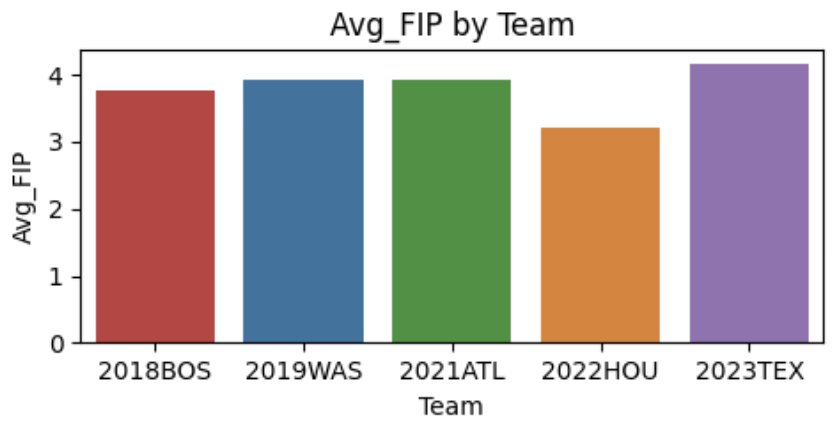 Avg_FIP by Team
Avg_FIP
4
3
2
1
0
2018BOS 2019WAS 2021ATL 2022HOU 2023TEX
Team